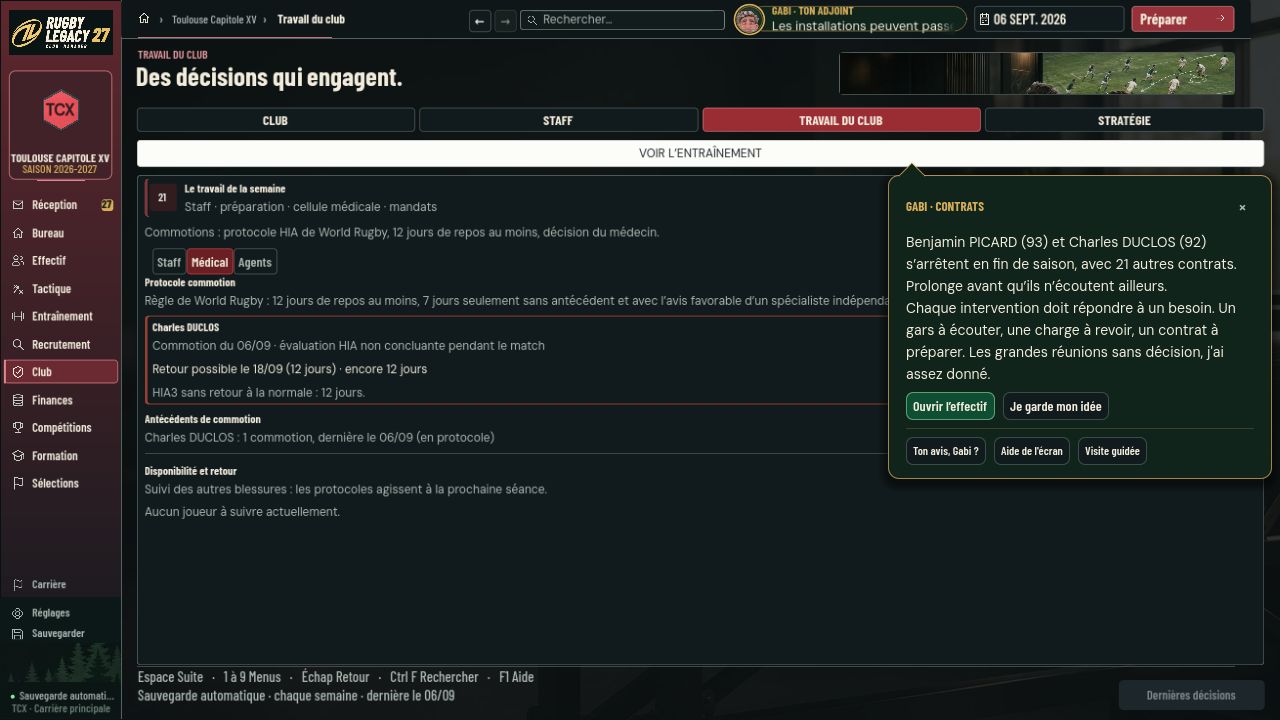 RUGBY
LEGACY 27
CLUB MANAGER
TCX
TOULOUSE CAPITOLE XV
SAISON 2026-2027
Réception 27
Bureau
Effectif
Tactique
Entraînement
Recrutement
Club
Finances
Compétitions
Formation
Sélections
Carrière
Réglages
Sauvegarder
Sauvegarde automati...
TCX · Carrière principale
› Toulouse Capitole XV › Travail du club
← → Rechercher...
GABI · TON ADJOINT
Les installations peuvent pass
06 SEPT. 2026
Préparer →
TRAVAIL DU CLUB
Des décisions qui engagent.
CLUB
STAFF
TRAVAIL DU CLUB
STRATÉGIE
VOIR L'ENTRAÎNEMENT
21
Le travail de la semaine
Staff · préparation · cellule médicale · mandats
Commotions : protocole HIA de World Rugby, 12 jours de repos au moins, décision du médecin.
Staff Médical Agents
Protocole commotion
Règle de World Rugby : 12 jours de repos au moins, 7 jours seulement sans antécédent et avec l'avis favorable d'un spécialiste indépenda
Charles DUCLOS
Commotion du 06/09 · évaluation HIA non concluante pendant le match
Retour possible le 18/09 (12 jours) · encore 12 jours
HIA3 sans retour à la normale : 12 jours.
Antécédents de commotion
Charles DUCLOS : 1 commotion, dernière le 06/09 (en protocole)
Disponibilité et retour
Suivi des autres blessures : les protocoles agissent à la prochaine séance.
Aucun joueur à suivre actuellement.
GABI · CONTRATS ×
Benjamin PICARD (93) et Charles DUCLOS (92)
s'arrêtent en fin de saison, avec 21 autres contrats.
Prolonge avant qu'ils n'écoutent ailleurs.
Chaque intervention doit répondre à un besoin. Un
gars à écouter, une charge à revoir, un contrat à
préparer. Les grandes réunions sans décision, j'ai
assez donné.
Ouvrir l'effectif Je garde mon idée
Ton avis, Gabi ? Aide de l'écran Visite guidée
Espace Suite · 1 à 9 Menus · Échap Retour · Ctrl F Rechercher · F1 Aide
Sauvegarde automatique · chaque semaine · dernière le 06/09
Dernières décisions